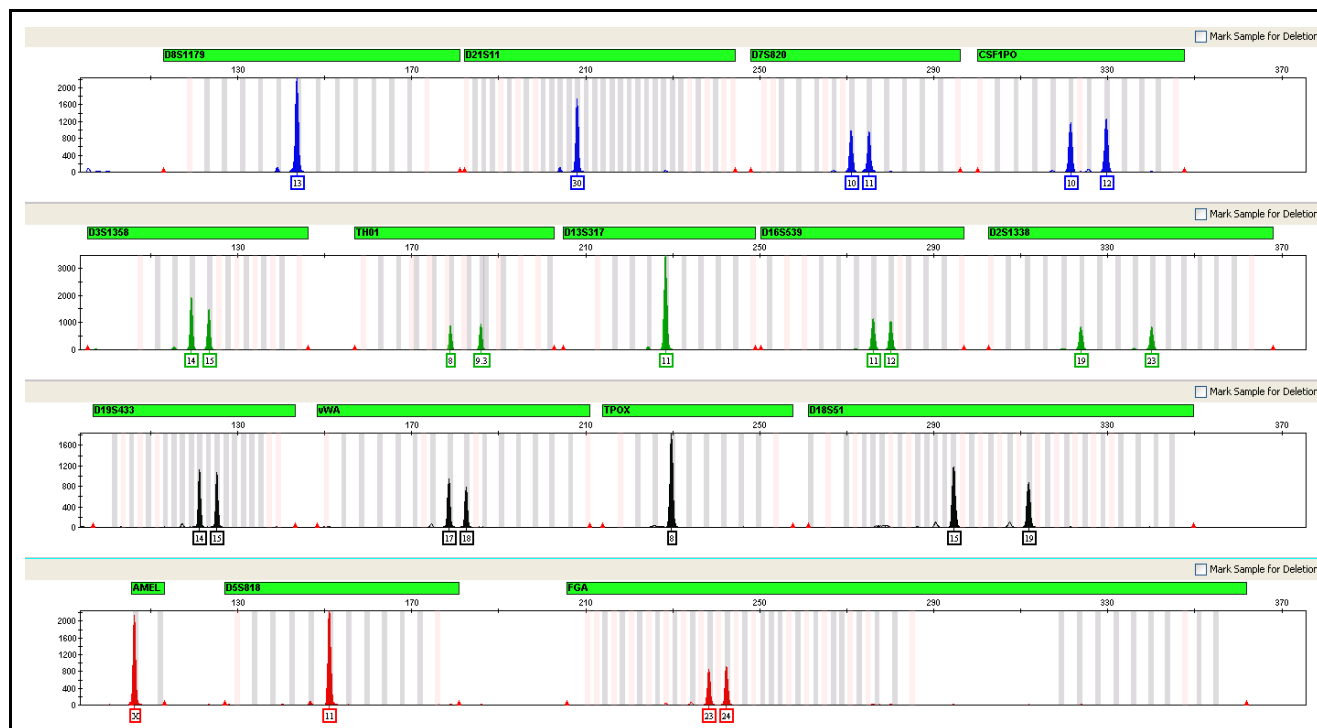 Mark Sample for Deletion
D8S1179 D21S11 D7S820 CSF1PO
130 170 210 250 290 330 370
2000
1600
1200
800
400
0
13 30 10 11 10 12
Mark Sample for Deletion
D3S1358 TH01 D13S317 D16S539 D2S1338
130 170 210 250 290 330 370
3000
2000
1000
0
14 15 8 9.3 11 11 12 19 23
Mark Sample for Deletion
D19S433 vWA TPOX D18S51
130 170 210 250 290 330 370
1600
1200
800
400
0
14 15 17 18 8 15 19
Mark Sample for Deletion
AMEL D5S818 FGA
130 170 210 250 290 330 370
2000
1600
1200
800
400
0
X 11 23 24